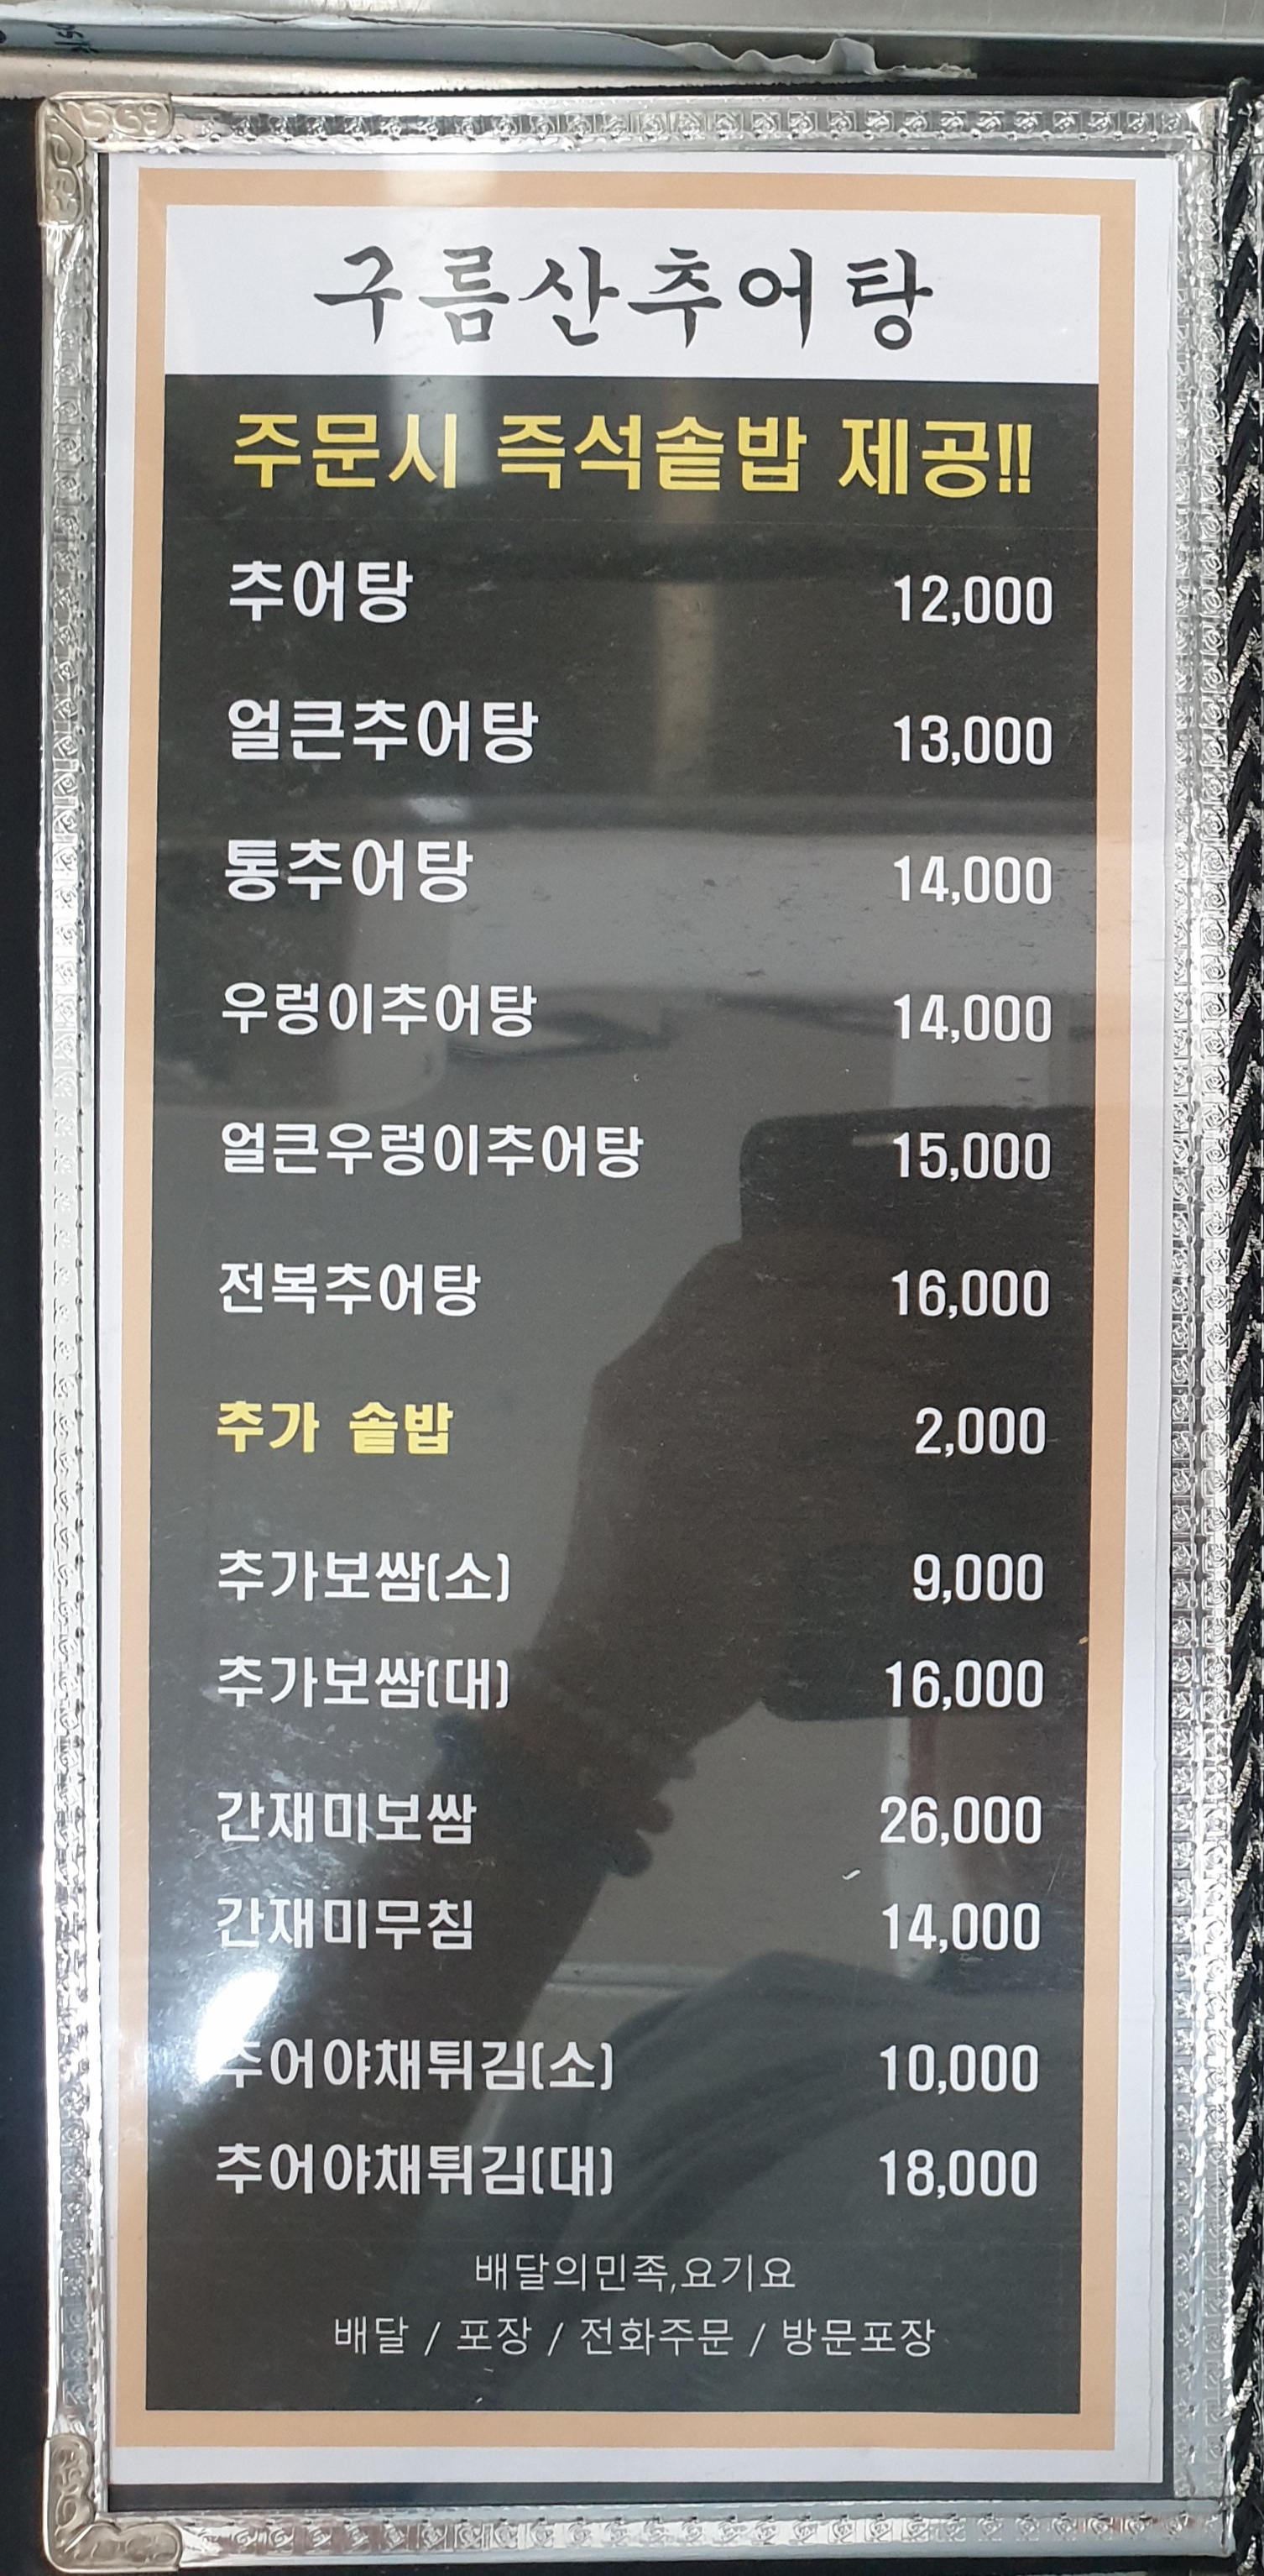 구름산추어탕
주문시 즉석솥밥 제공!!
추어탕 12,000
얼큰추어탕 13,000
통추어탕 14,000
우렁이추어탕 14,000
얼큰우렁이추어탕 15,000
전복추어탕 16,000
추가 솥밥 2,000
추가보쌈(소) 9,000
추가보쌈(대) 16,000
간재미보쌈 26,000
간재미무침 14,000
추어야채튀김(소) 10,000
추어야채튀김(대) 18,000
배달의민족,요기요
배달 / 포장 / 전화주문 / 방문포장